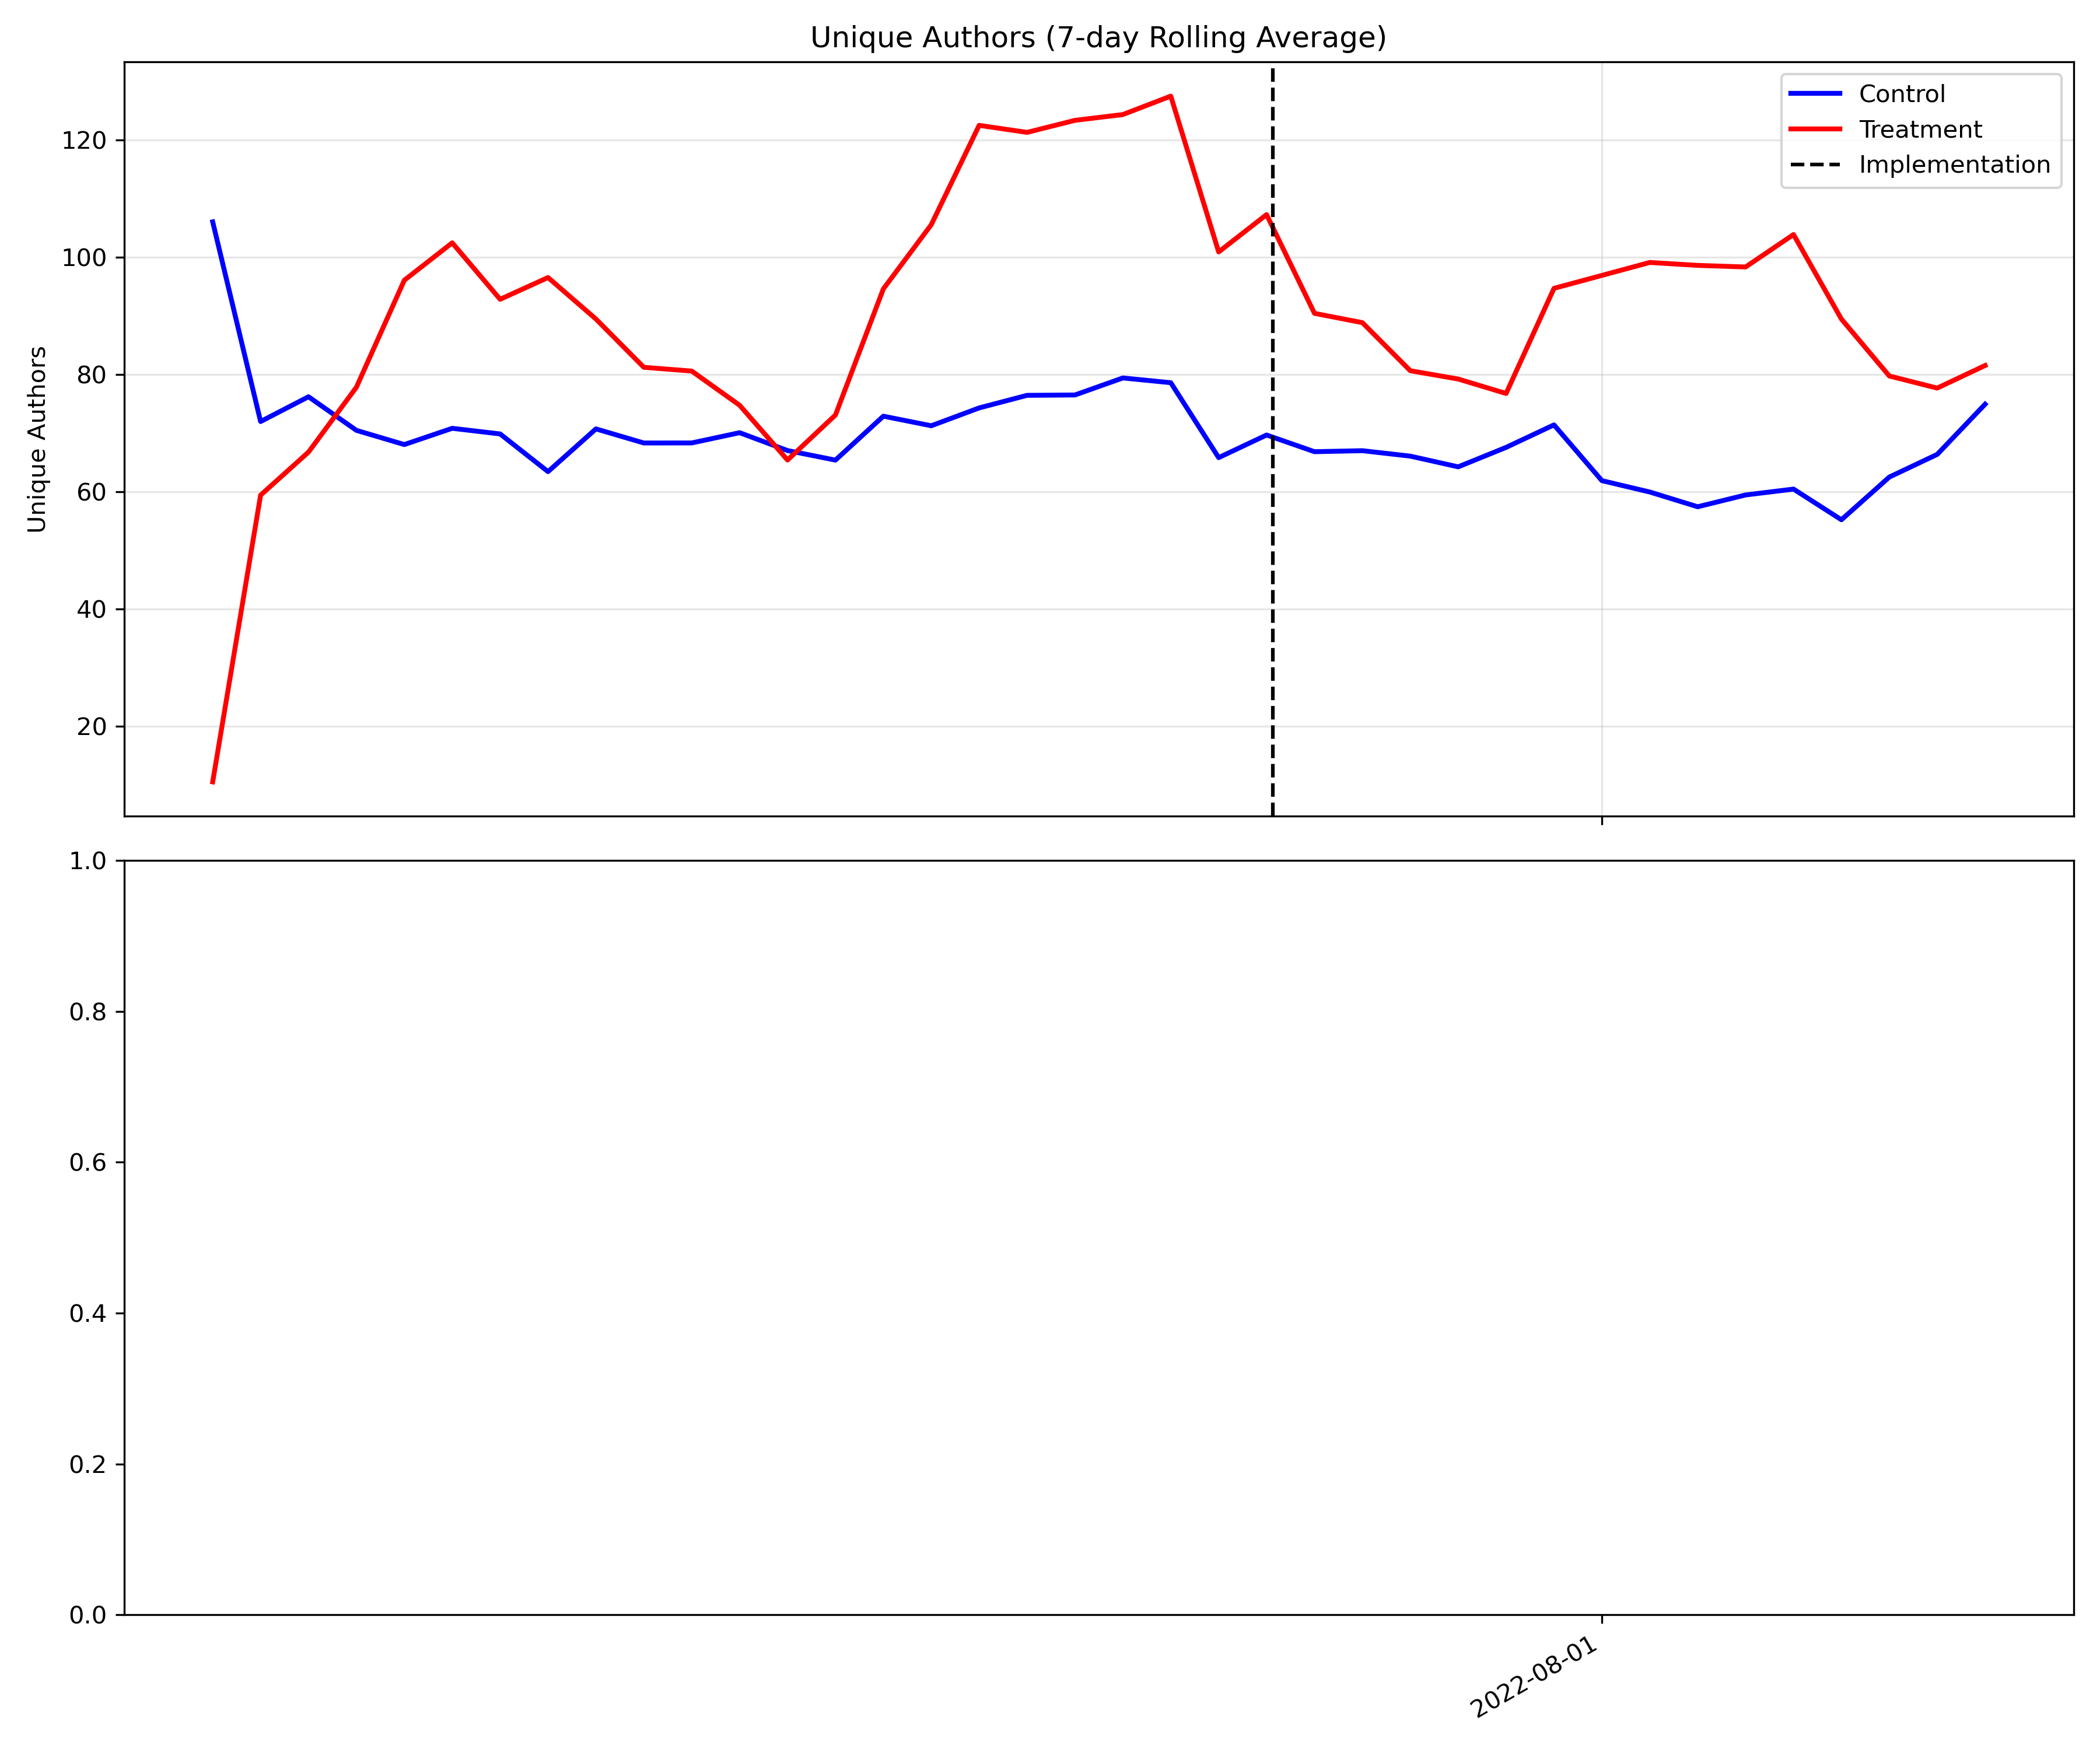 Unique Authors (7-day Rolling Average)
Control
Treatment
Implementation
Unique Authors
120
100
80
60
40
20
1.0
0.8
0.6
0.4
0.2
0.0
2022-08-01